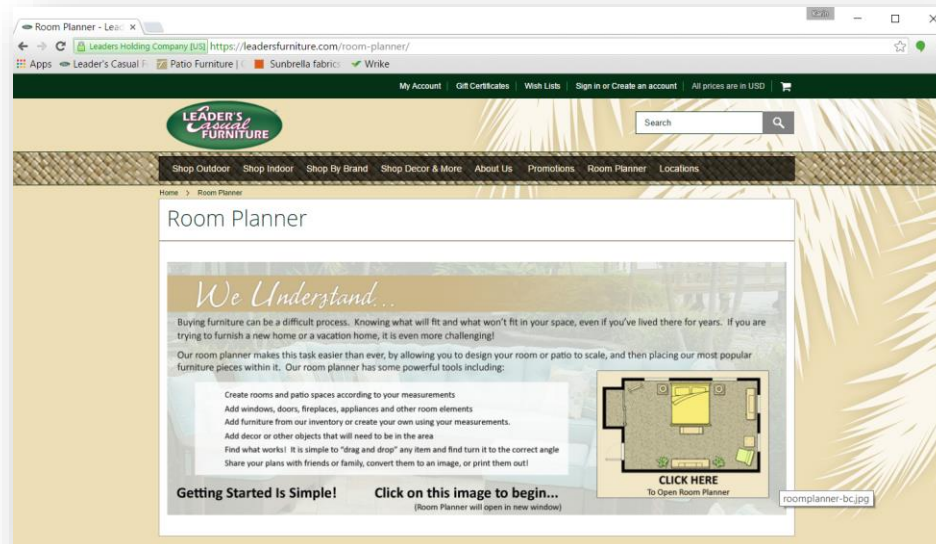 Room Planner - Lea
Karin
Leaders Holding Company [US] https://leadersfurniture.com/room-planner/
Apps Leader's Casual F Patio Furniture | Sunbrella fabrics Wrike
My Account Gift Certificates Wish Lists Sign in or Create an account All prices are in USD
LEADER'S
Casual
FURNITURE
Search
Shop Outdoor Shop Indoor Shop By Brand Shop Decor & More About Us Promotions Room Planner Locations
Home > Room Planner
Room Planner
We Understand...
Buying furniture can be a difficult process. Knowing what will fit and what won't fit in your space, even if you've lived there for years. If you are
trying to furnish a new home or a vacation home, it is even more challenging!
Our room planner makes this task easier than ever, by allowing you to design your room or patio to scale, and then placing our most popular
furniture pieces within it. Our room planner has some powerful tools including:
Create rooms and patio spaces according to your measurements
Add windows, doors, fireplaces, appliances and other room elements
Add furniture from our inventory or create your own using your measurements.
Add decor or other objects that will need to be in the area
Find what works! It is simple to "drag and drop" any item and find turn it to the correct angle
Share your plans with friends or family, convert them to an image, or print them out!
CLICK HERE
To Open Room Planner
Getting Started Is Simple! Click on this image to begin...
(Room Planner will open in new window)
roomplanner-bc.jpg